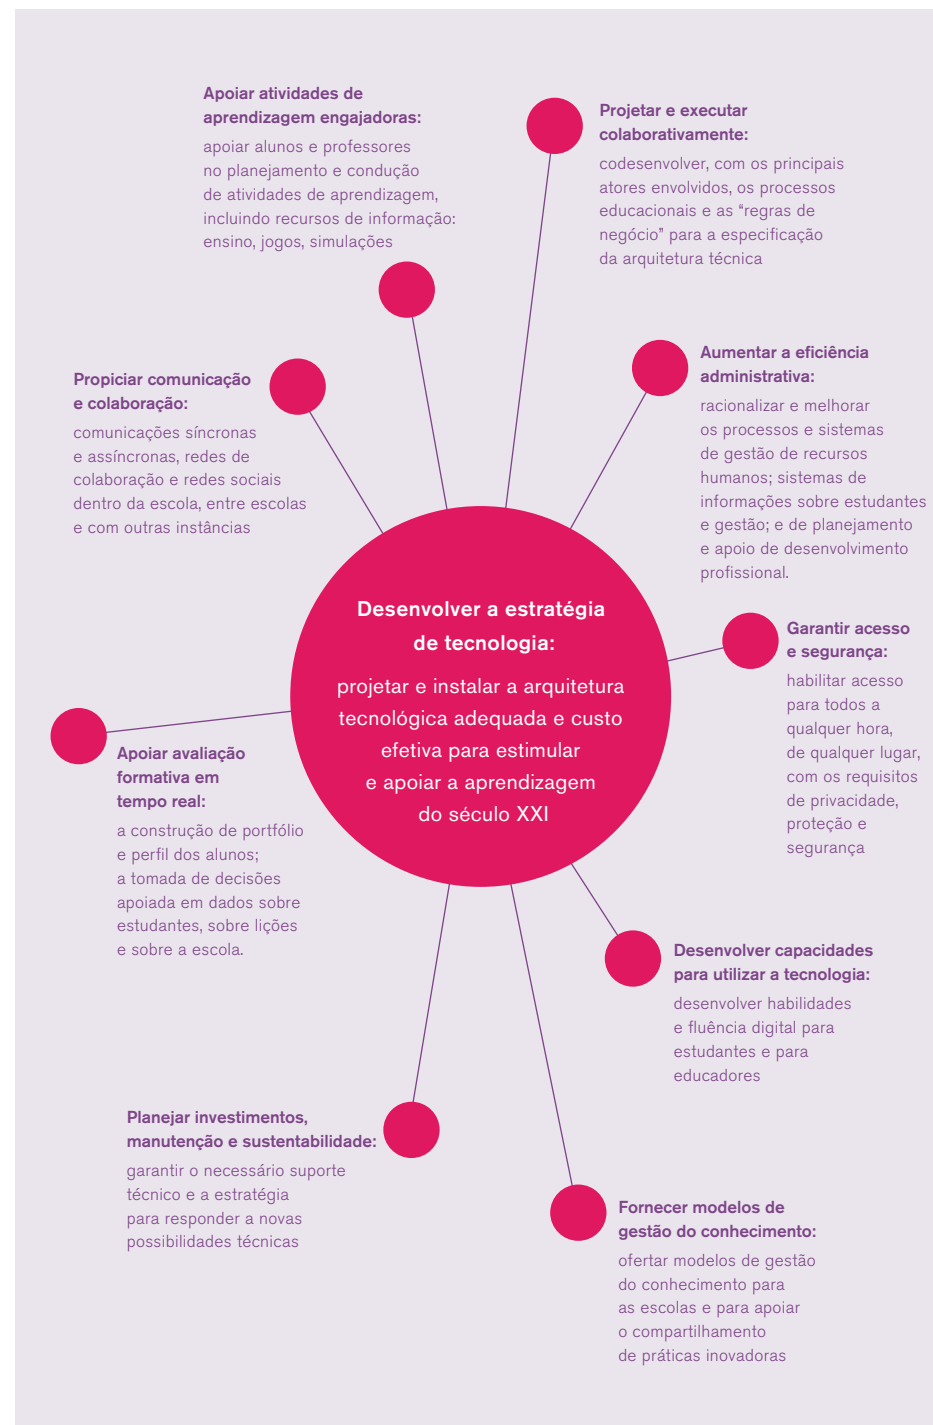 Apoiar atividades de
aprendizagem engajadoras:
apoiar alunos e professores
no planejamento e condução
de atividades de aprendizagem,
incluindo recursos de informação:
ensino, jogos, simulações
Projetar e executar
colaborativamente:
codesenvolver, com os principais
atores envolvidos, os processos
educacionais e as “regras de
negócio” para a especificação
da arquitetura técnica
Propiciar comunicação
e colaboração:
comunicações síncronas
e assíncronas, redes de
colaboração e redes sociais
dentro da escola, entre escolas
e com outras instâncias
Aumentar a eficiência
administrativa:
racionalizar e melhorar
os processos e sistemas
de gestão de recursos
humanos; sistemas de
informações sobre estudantes
e gestão; e de planejamento
e apoio de desenvolvimento
profissional.
Desenvolver a estratégia
de tecnologia:
projetar e instalar a arquitetura
tecnológica adequada e custo
efetiva para estimular
e apoiar a aprendizagem
do século XXI
Garantir acesso
e segurança:
habilitar acesso
para todos a
qualquer hora,
de qualquer lugar,
com os requisitos
de privacidade,
proteção e
segurança
Apoiar avaliação
formativa em
tempo real:
a construção de portfólio
e perfil dos alunos;
a tomada de decisões
apoiada em dados sobre
estudantes, sobre lições
e sobre a escola.
Desenvolver capacidades
para utilizar a tecnologia:
desenvolver habilidades
e fluência digital para
estudantes e para
educadores
Planejar investimentos,
manutenção e sustentabilidade:
garantir o necessário suporte
técnico e a estratégia
para responder a novas
possibilidades técnicas
Fornecer modelos de
gestão do conhecimento:
ofertar modelos de gestão
do conhecimento para
as escolas e para apoiar
o compartilhamento
de práticas inovadoras